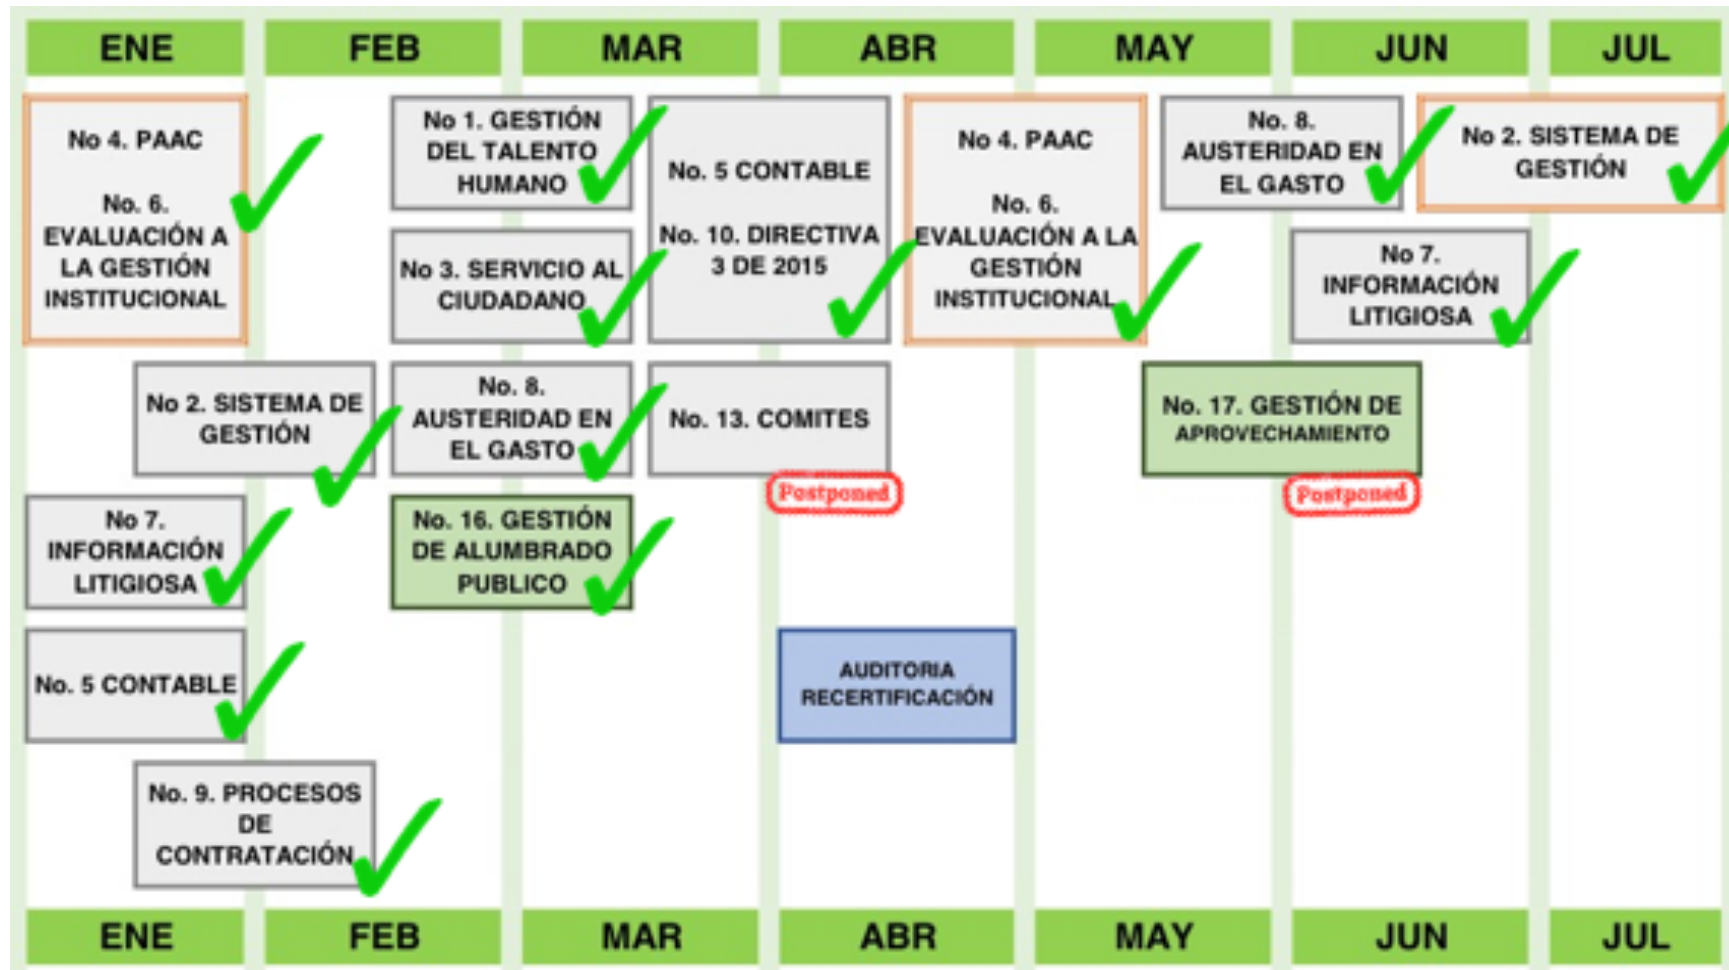 ENE FEB MAR ABR MAY JUN JUL
No 4. PAAC
No. 6.
EVALUACIÓN A
LA GESTIÓN
INSTITUCIONAL
No 1. GESTIÓN
DEL TALENTO
HUMANO
No. 5 CONTABLE
No. 10. DIRECTIVA
3 DE 2015
No 4. PAAC
No. 6.
EVALUACIÓN A LA
GESTIÓN
INSTITUCIONAL
No. 8.
AUSTERIDAD EN
EL GASTO
No 2. SISTEMA DE
GESTIÓN
No 3. SERVICIO AL
CIUDADANO
No 7.
INFORMACIÓN
LITIGIOSA
No 2. SISTEMA DE
GESTIÓN
No. 8.
AUSTERIDAD EN
EL GASTO
No. 13. COMITES
Postponed
No. 17. GESTIÓN DE
APROVECHAMIENTO
Postponed
No 7.
INFORMACIÓN
LITIGIOSA
No. 16. GESTIÓN
DE ALUMBRADO
PUBLICO
No. 5 CONTABLE
AUDITORIA
RECERTIFICACIÓN
No. 9. PROCESOS
DE
CONTRATACIÓN
ENE FEB MAR ABR MAY JUN JUL